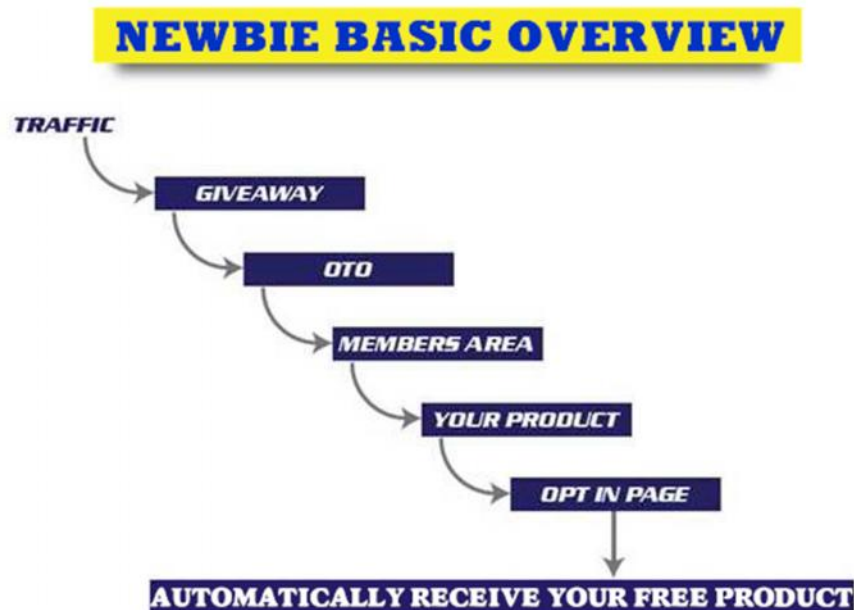 NEWBIE BASIC OVERVIEW
TRAFFIC
GIVEAWAY
OTO
MEMBERS AREA
YOUR PRODUCT
OPT IN PAGE
AUTOMATICALLY RECEIVE YOUR FREE PRODUCT